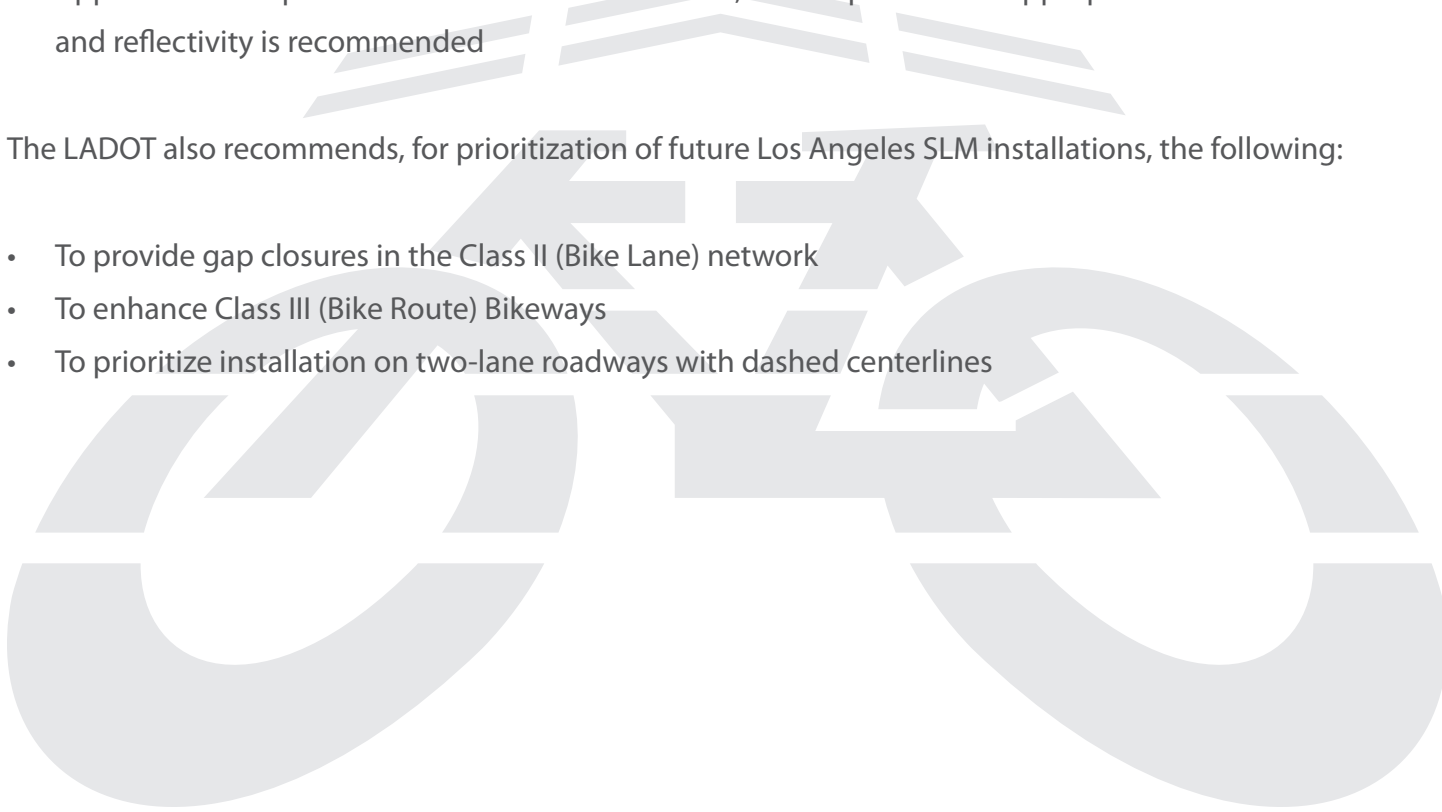 and reflectivity is recommended
The LADOT also recommends, for prioritization of future Los Angeles SLM installations, the following:
• To provide gap closures in the Class II (Bike Lane) network
• To enhance Class III (Bike Route) Bikeways
• To prioritize installation on two-lane roadways with dashed centerlines